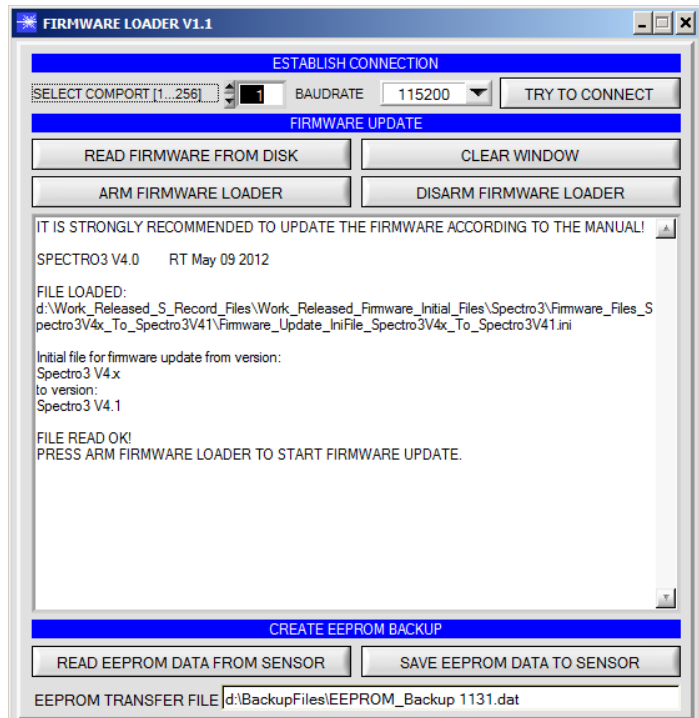 FIRMWARE LOADER V1.1
ESTABLISH CONNECTION
SELECT COMPORT [1...256] 1 BAUDRATE 115200 TRY TO CONNECT
FIRMWARE UPDATE
READ FIRMWARE FROM DISK CLEAR WINDOW
ARM FIRMWARE LOADER DISARM FIRMWARE LOADER
IT IS STRONGLY RECOMMENDED TO UPDATE THE FIRMWARE ACCORDING TO THE MANUAL!
SPECTRO3 V4.0 RT May 09 2012
FILE LOADED:
d:\Work_Released_S_Record_Files\Work_Released_Firmware_Initial_Files\Spectro3\Firmware_Files_S
pectro3V4x_To_Spectro3V41\Firmware_Update_IniFile_Spectro3V4x_To_Spectro3V41.ini
Initial file for firmware update from version:
Spectro3 V4.x
to version:
Spectro3 V4.1
FILE READ OK!
PRESS ARM FIRMWARE LOADER TO START FIRMWARE UPDATE.
CREATE EEPROM BACKUP
READ EEPROM DATA FROM SENSOR SAVE EEPROM DATA TO SENSOR
EEPROM TRANSFER FILE d:\BackupFiles\EEPROM_Backup 1131.dat